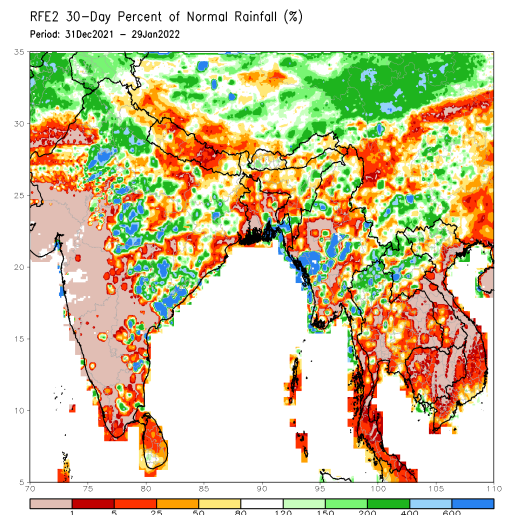 RFE2 30-Day Percent of Normal Rainfall (%)
Period: 31Dec2021 - 29Jan2022
35
30
25
20
15
10
5
70 75 80 85 90 95 100 105 110
1 5 25 50 80 120 150 200 400 600